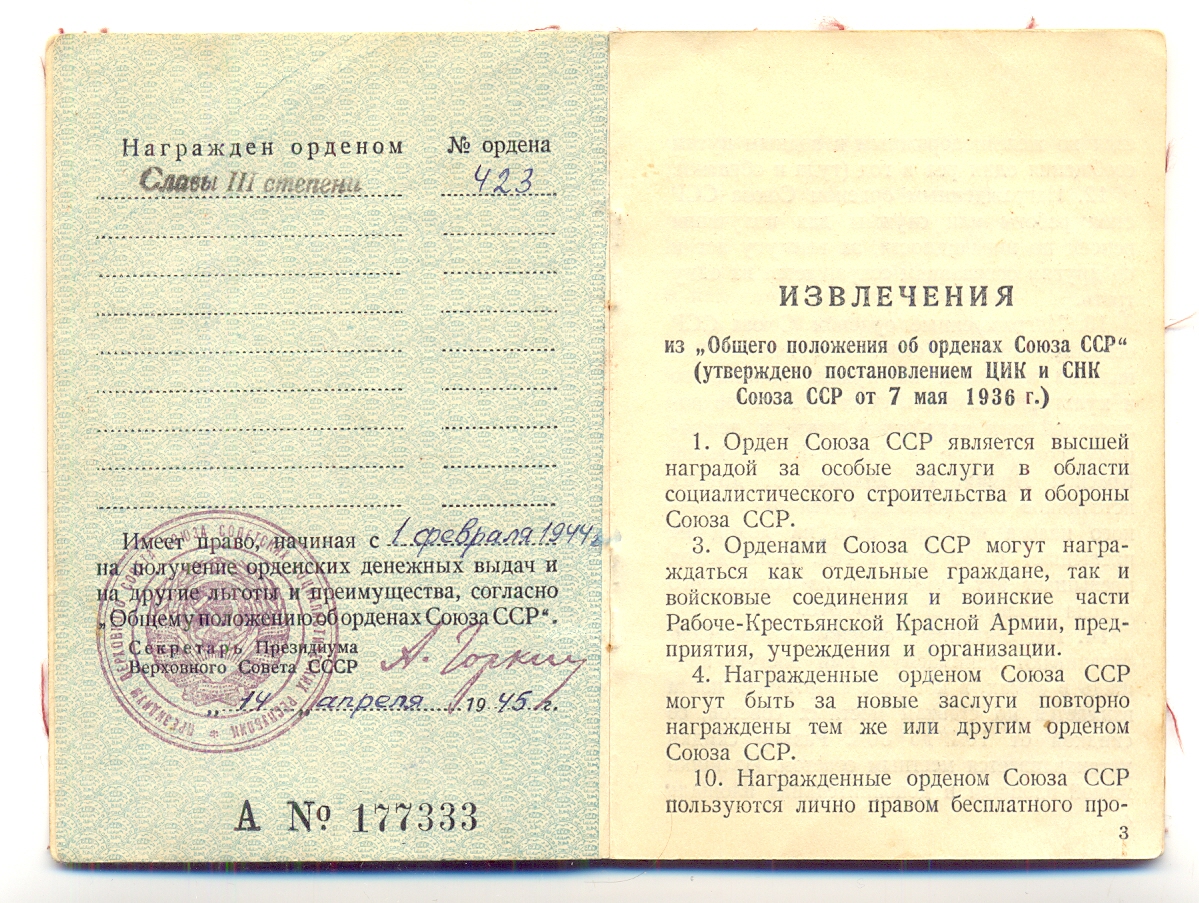 Награжден орденом № ордена
Славы III степени 423
Имеет право, начиная с 1 февраля 1944 г.
на получение орденских денежных выдач и
на другие льготы и преимущества, согласно
„Общему положению об орденах Союза ССР“.
Секретарь Президиума
Верховного Совета СССР А. Горкин
„14 „ апреля 1945 г.
А № 177333
ИЗВЛЕЧЕНИЯ
из „Общего положения об орденах Союза ССР“
(утверждено постановлением ЦИК и СНК
Союза ССР от 7 мая 1936 г.)
1. Орден Союза ССР является высшей
наградой за особые заслуги в области
социалистического строительства и обороны
Союза ССР.
3. Орденами Союза ССР могут награ-
ждаться как отдельные граждане, так и
войсковые соединения и воинские части
Рабоче-Крестьянской Красной Армии, пред-
приятия, учреждения и организации.
4. Награжденные орденом Союза ССР
могут быть за новые заслуги повторно
награждены тем же или другим орденом
Союза ССР.
10. Награжденные орденом Союза ССР
пользуются лично правом бесплатного про-
3